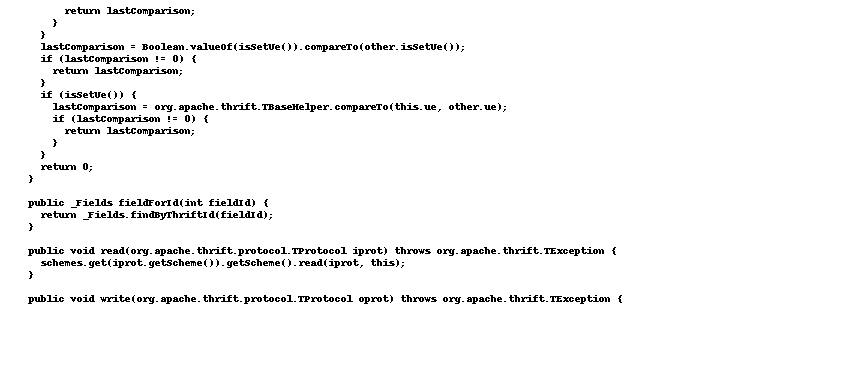 return lastComparison;
}
}
lastComparison = Boolean.valueOf(isSetUe()).compareTo(other.isSetUe());
if (lastComparison != 0) {
return lastComparison;
}
if (isSetUe()) {
lastComparison = org.apache.thrift.TBaseHelper.compareTo(this.ue, other.ue);
if (lastComparison != 0) {
return lastComparison;
}
}
return 0;
}
public _Fields fieldForId(int fieldId) {
return _Fields.findByThriftId(fieldId);
}
public void read(org.apache.thrift.protocol.TProtocol iprot) throws org.apache.thrift.TException {
schemes.get(iprot.getScheme()).getScheme().read(iprot, this);
}
public void write(org.apache.thrift.protocol.TProtocol oprot) throws org.apache.thrift.TException {